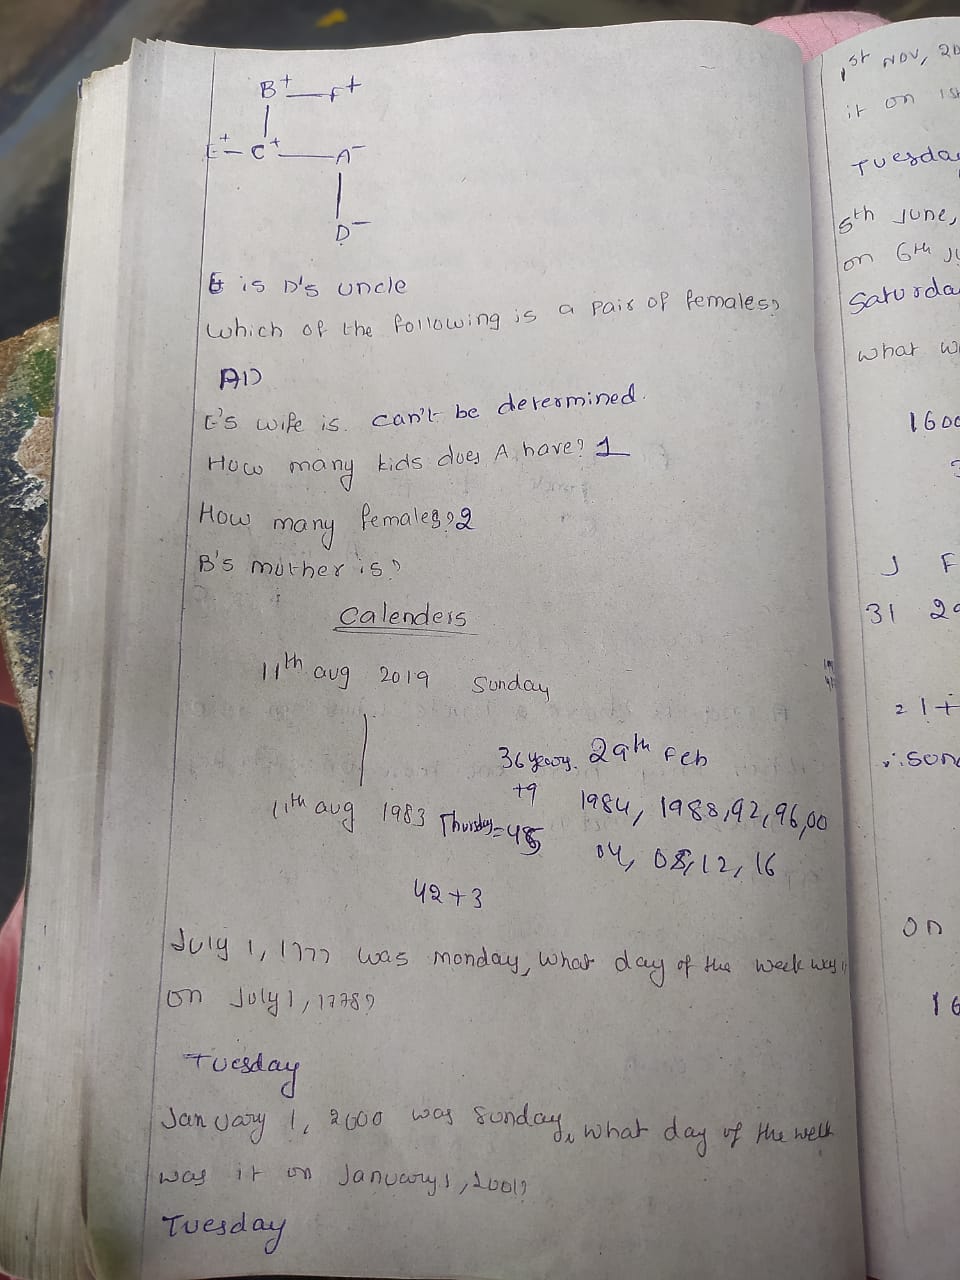 B+ — F+
E+ — C+ — A-
D-
E is D's uncle
which of the following is a pair of females?
AD
E's wife is. can't be determined.
How many kids does A have? 1
How many females? 2
B's mother is?
Calenders
11th aug 2019 Sunday
36 years. 29th Feb
+9
11th aug 1983 Thursday = 45
1984, 1988, 92, 96, 00
04, 08, 12, 16
42 + 3
July 1, 1777 was monday, what day of the week was
on July 1, 1778?
Tuesday
January 1, 2000 was Sunday, what day of the well
was it on January 1, 2001?
Tuesday
1st Nov, 20
it on 1s
Tuesda
5th June,
on 6th Ju
Saturda
what w
1600
J F
31 29
= 1 +
∴ Son
on
16